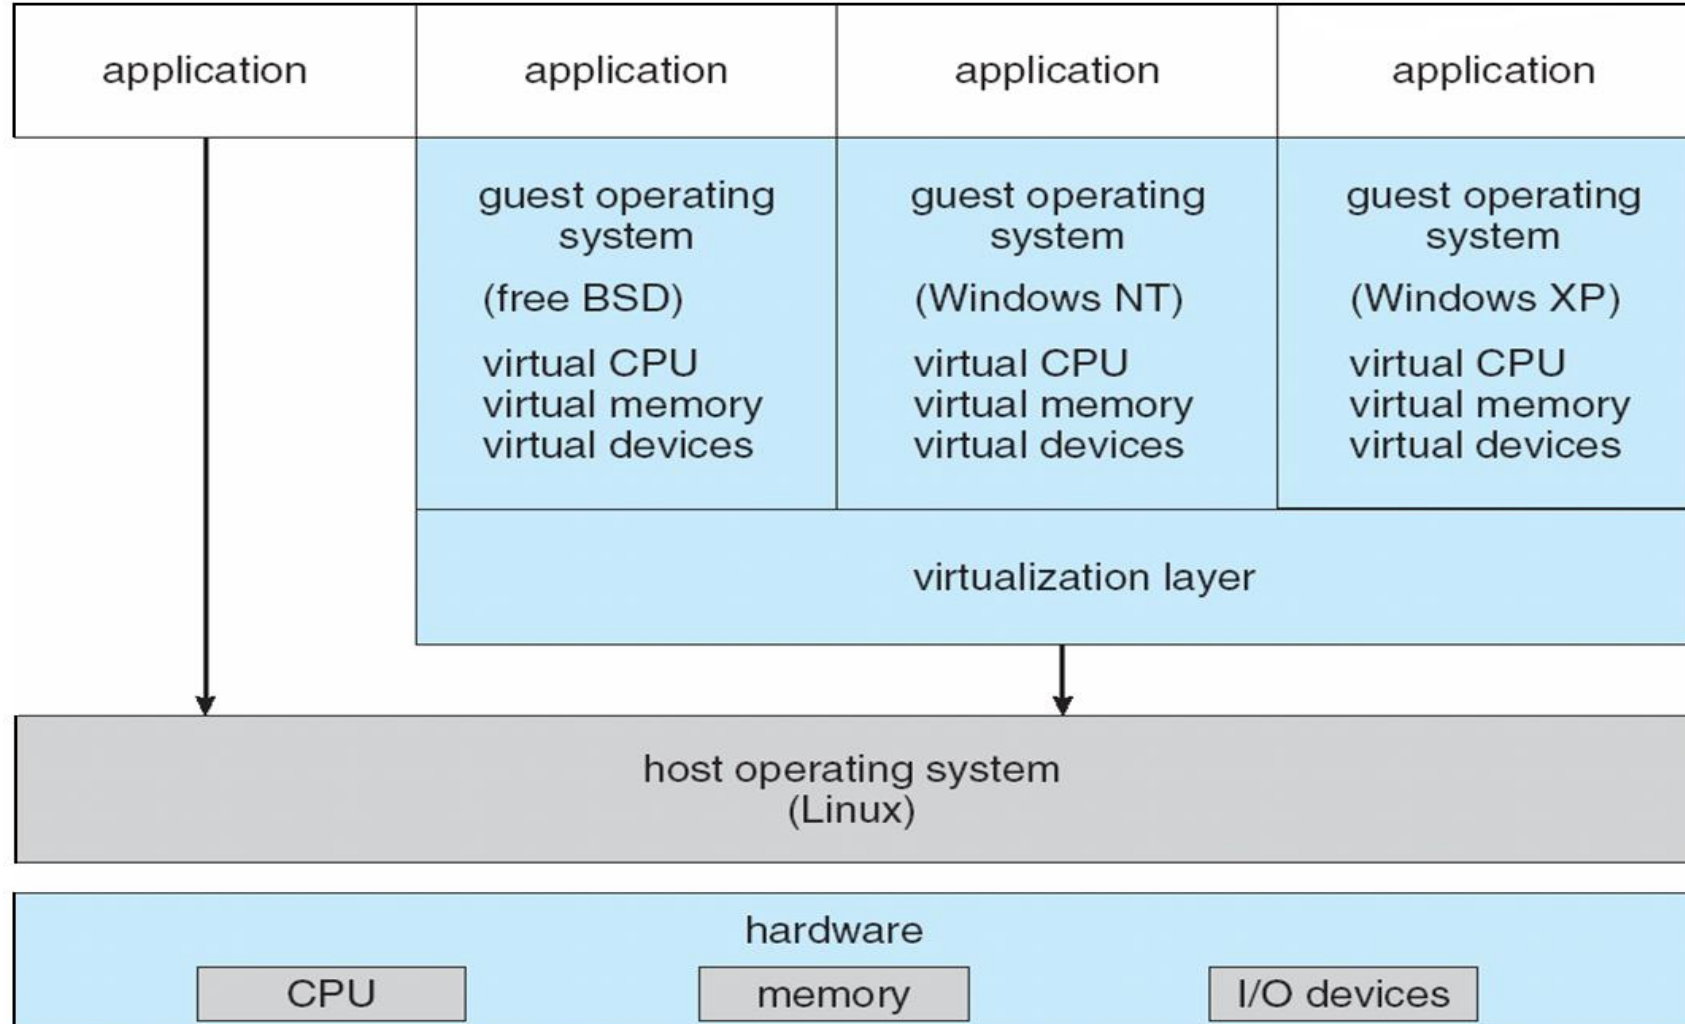 application
application
application
application
guest operating
system
(free BSD)
virtual CPU
virtual memory
virtual devices
guest operating
system
(Windows NT)
virtual CPU
virtual memory
virtual devices
guest operating
system
(Windows XP)
virtual CPU
virtual memory
virtual devices
virtualization layer
host operating system
(Linux)
hardware
CPU
memory
I/O devices